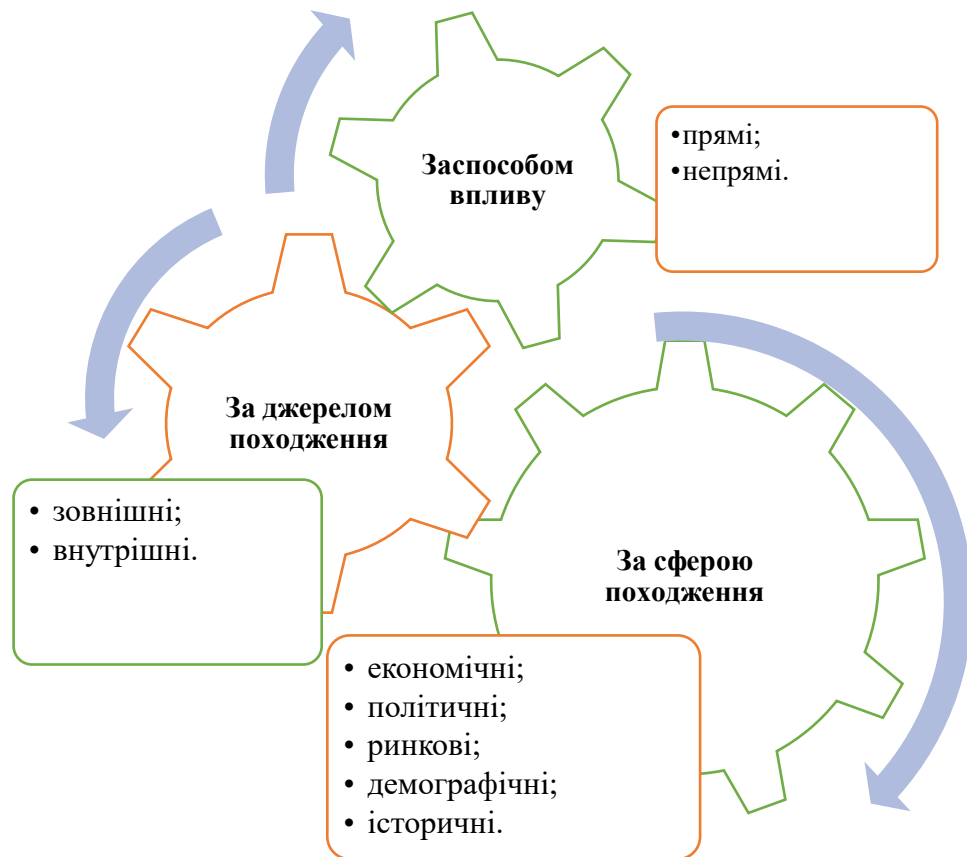 Заспособом
впливу
•прямі;
•непрямі.
За джерелом
походження
• зовнішні;
• внутрішні.
За сферою
походження
• економічні;
• політичні;
• ринкові;
• демографічні;
• історичні.